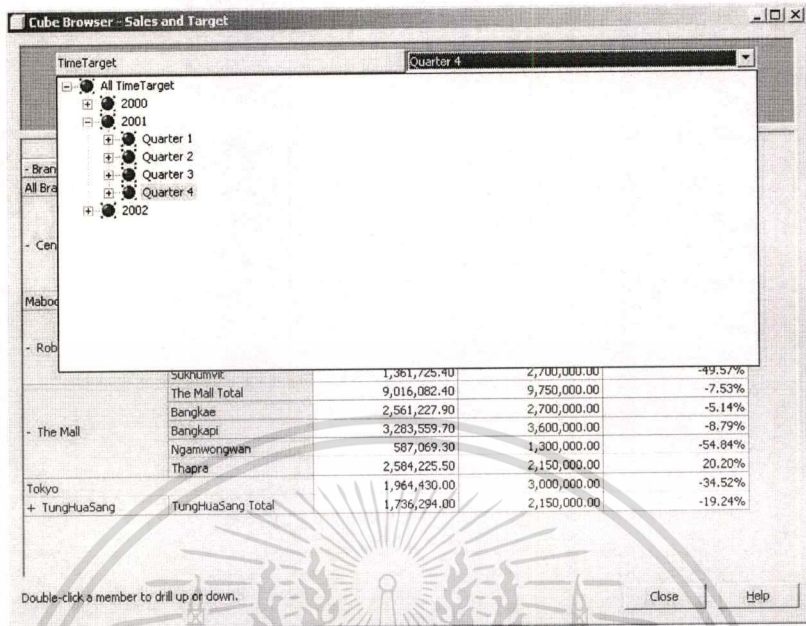 Cube Browser - Sales and Target
TimeTarget Quarter 4
All TimeTarget
2000
2001
Quarter 1
Quarter 2
Quarter 3
Quarter 4
2002
- Bran
All Bra
- Cen
Maboo
- Rob
Sukhumvit 1,361,725.40 2,700,000.00 -49.57%
The Mall Total 9,016,082.40 9,750,000.00 -7.53%
Bangkae 2,561,227.90 2,700,000.00 -5.14%
- The Mall Bangkapi 3,283,559.70 3,600,000.00 -8.79%
Ngamwongwan 587,069.30 1,300,000.00 -54.84%
Thapra 2,584,225.50 2,150,000.00 20.20%
Tokyo 1,964,430.00 3,000,000.00 -34.52%
+ TungHuaSang TungHuaSang Total 1,736,294.00 2,150,000.00 -19.24%
Double-click a member to drill up or down. Close Help